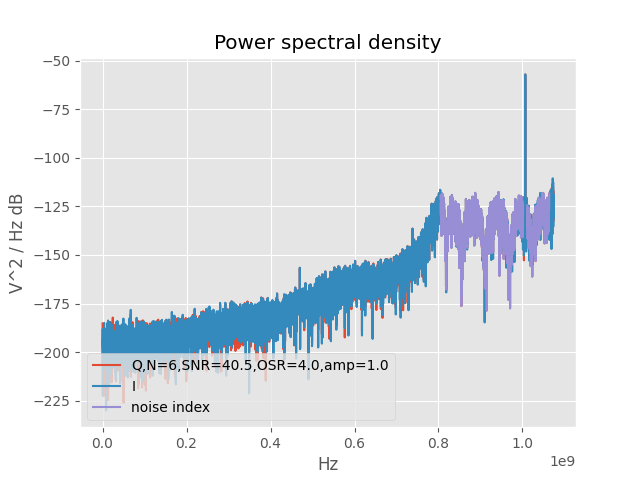 Power spectral density
V^2 / Hz dB
−50
−75
−100
−125
−150
−175
−200
−225
Q,N=6,SNR=40.5,OSR=4.0,amp=1.0
I
noise index
0.0 0.2 0.4 0.6 0.8 1.0
1e9
Hz